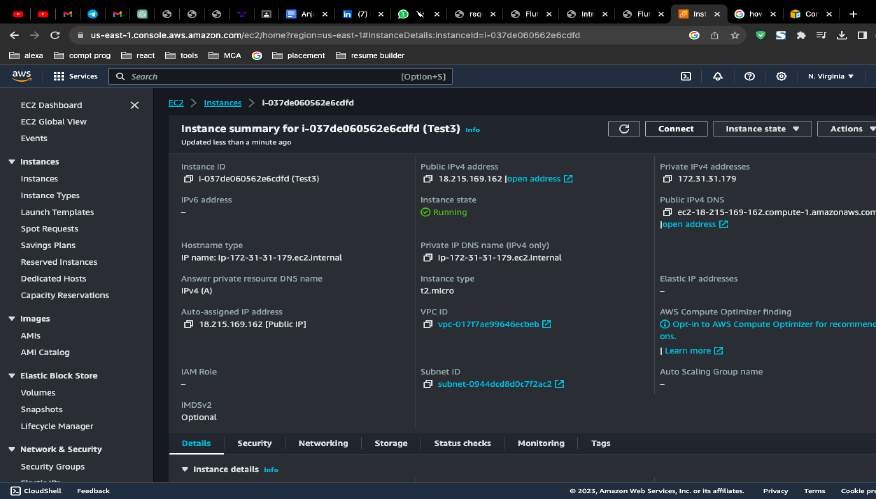 Anj
(7)
req
Flui
Intr
Flui
Inst
hov
Co
us-east-1.console.aws.amazon.com/ec2/home?region=us-east-1#InstanceDetails:instanceId=i-037de060562e6cdfd
alexa compt prog react tools MCA placement resume builder
aws Services Search [Option+S] N. Virginia
EC2 Dashboard
EC2 Global View
Events
Instances
Instances
Instance Types
Launch Templates
Spot Requests
Savings Plans
Reserved Instances
Dedicated Hosts
Capacity Reservations
Images
AMIs
AMI Catalog
Elastic Block Store
Volumes
Snapshots
Lifecycle Manager
Network & Security
Security Groups
EC2 > Instances > i-037de060562e6cdfd
Instance summary for i-037de060562e6cdfd (Test3) Info
Updated less than a minute ago
Connect Instance state Actions
Instance ID
i-037de060562e6cdfd (Test3)
Public IPv4 address
18.215.169.162 |open address
Private IPv4 addresses
172.31.31.179
IPv6 address
–
Instance state
Running
Public IPv4 DNS
ec2-18-215-169-162.compute-1.amazonaws.com
|open address
Hostname type
IP name: ip-172-31-31-179.ec2.internal
Private IP DNS name (IPv4 only)
ip-172-31-31-179.ec2.internal
Answer private resource DNS name
IPv4 (A)
Instance type
t2.micro
Elastic IP addresses
–
Auto-assigned IP address
18.215.169.162 [Public IP]
VPC ID
vpc-017f7ae99646ecbeb
AWS Compute Optimizer finding
Opt-in to AWS Compute Optimizer for recommend
ons.
| Learn more
IAM Role
–
Subnet ID
subnet-0944dcd8d0c7f2ac2
Auto Scaling Group name
–
IMDSv2
Optional
Details Security Networking Storage Status checks Monitoring Tags
Instance details Info
CloudShell Feedback © 2023, Amazon Web Services, Inc. or its affiliates. Privacy Terms Cookie pr